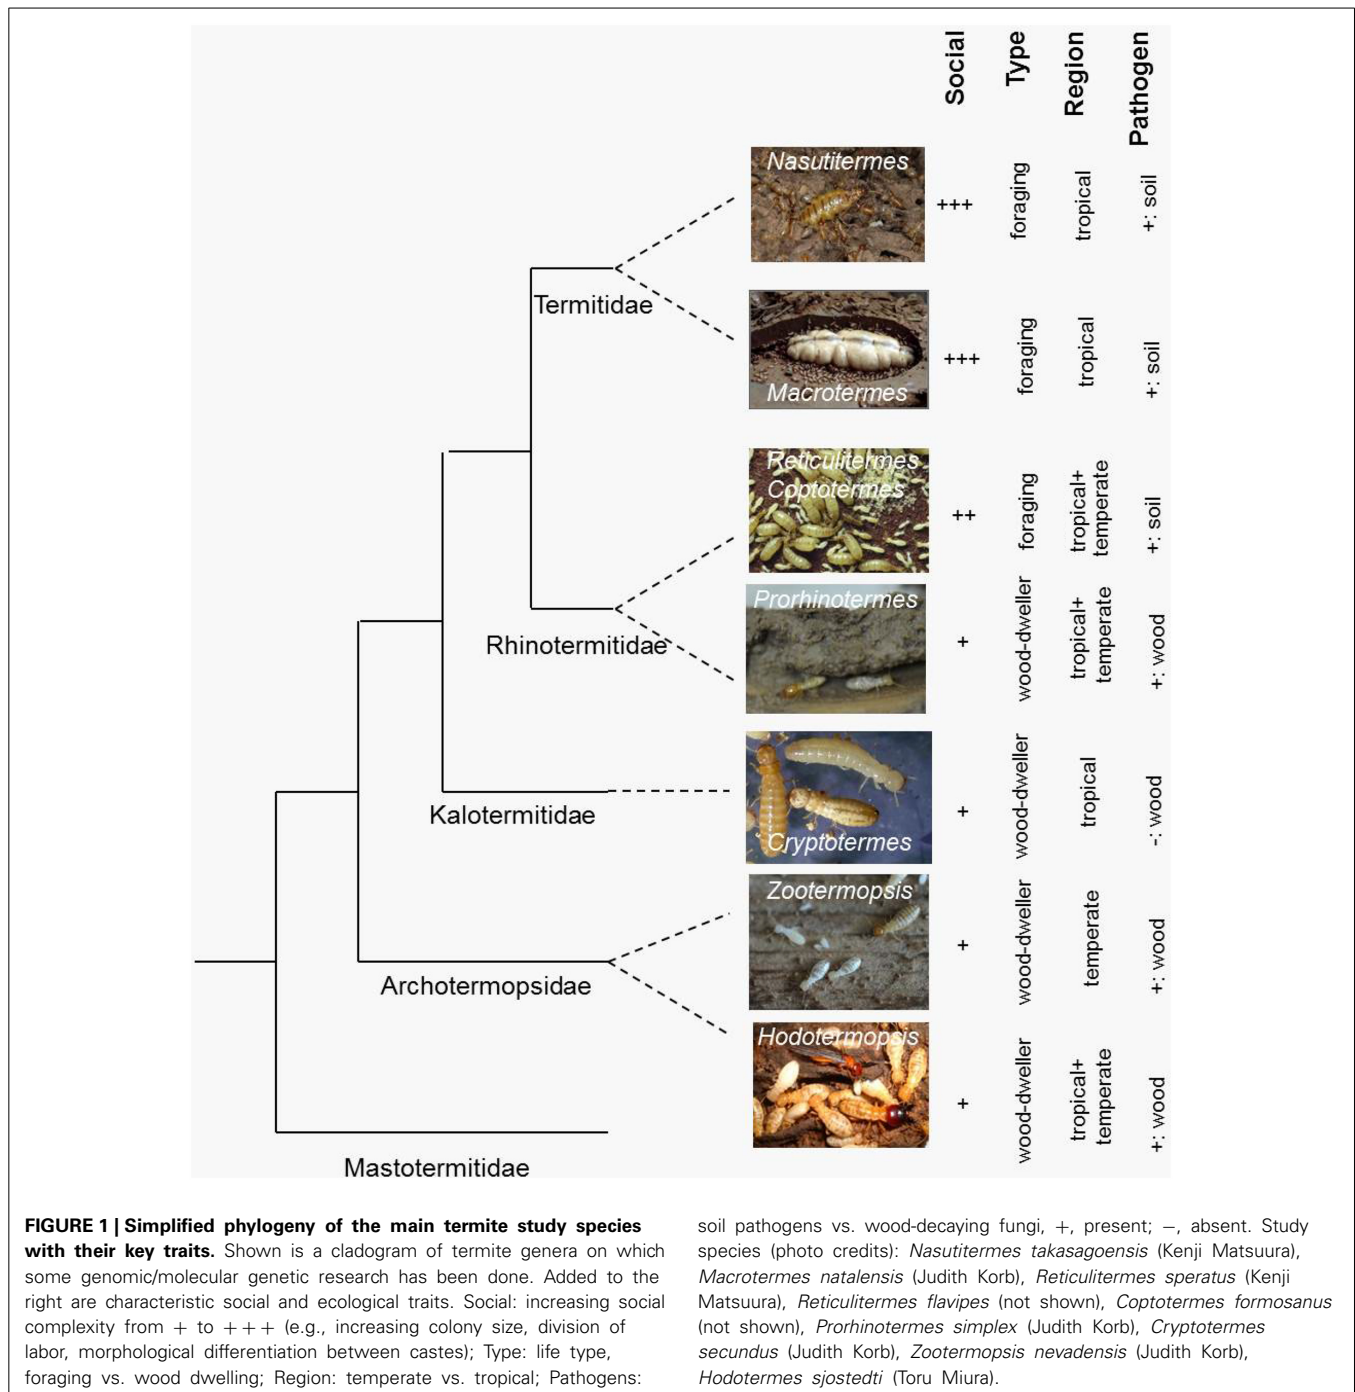 Social
Type
Region
Pathogen
Nasutitermes
+++
foraging
tropical
+: soil
Termitidae
Macrotermes
+++
foraging
tropical
+: soil
Reticulitermes
Coptotermes
++
foraging
tropical+
temperate
+: soil
Prorhinotermes
+
wood-dweller
tropical+
temperate
+: wood
Rhinotermitidae
Cryptotermes
+
wood-dweller
tropical
-: wood
Kalotermitidae
Zootermopsis
+
wood-dweller
temperate
+: wood
Archotermopsidae
Hodotermopsis
+
wood-dweller
tropical+
temperate
+: wood
Mastotermitidae
FIGURE 1 | Simplified phylogeny of the main termite study species
with their key traits. Shown is a cladogram of termite genera on which
some genomic/molecular genetic research has been done. Added to the
right are characteristic social and ecological traits. Social: increasing social
complexity from + to +++ (e.g., increasing colony size, division of
labor, morphological differentiation between castes); Type: life type,
foraging vs. wood dwelling; Region: temperate vs. tropical; Pathogens:
soil pathogens vs. wood-decaying fungi, +, present; −, absent. Study
species (photo credits): Nasutitermes takasagoensis (Kenji Matsuura),
Macrotermes natalensis (Judith Korb), Reticulitermes speratus (Kenji
Matsuura), Reticulitermes flavipes (not shown), Coptotermes formosanus
(not shown), Prorhinotermes simplex (Judith Korb), Cryptotermes
secundus (Judith Korb), Zootermopsis nevadensis (Judith Korb),
Hodotermes sjostedti (Toru Miura).